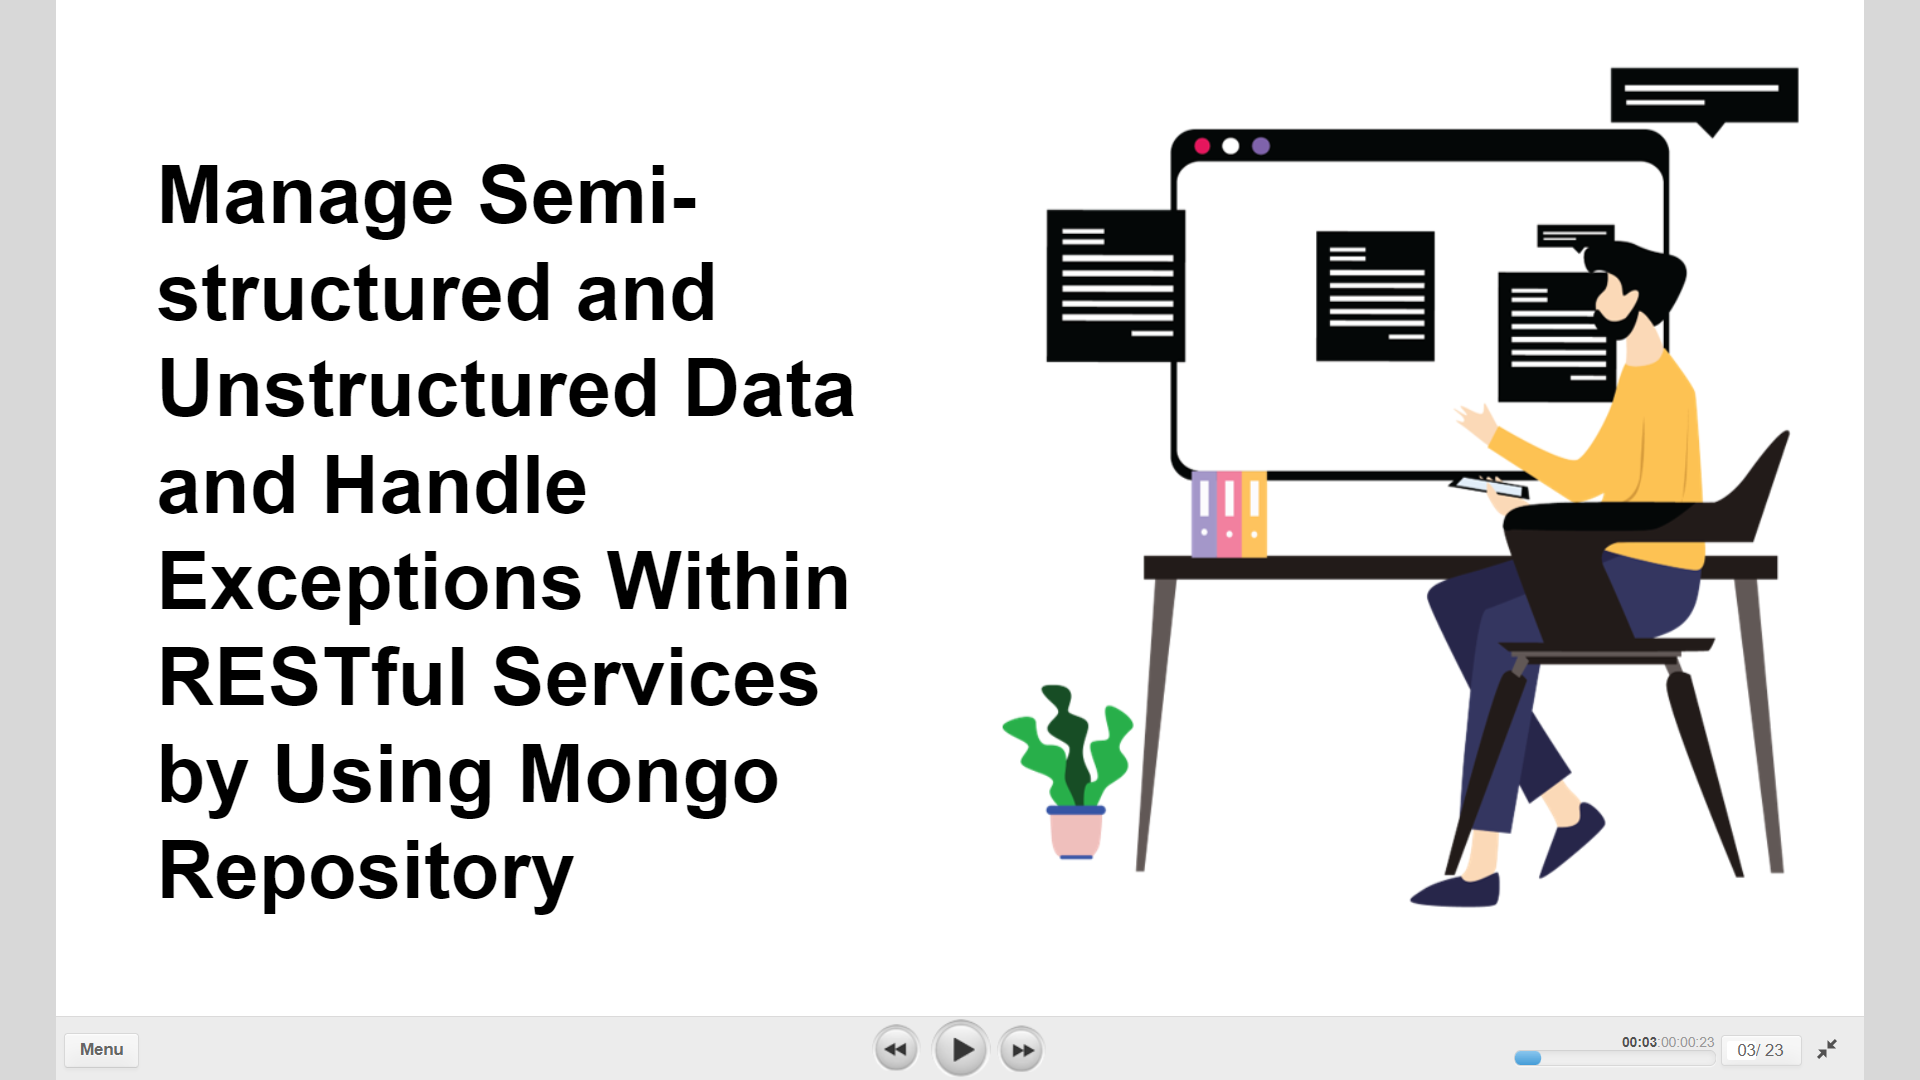 Manage Semi-
structured and
Unstructured Data
and Handle
Exceptions Within
RESTful Services
by Using Mongo
Repository
Menu
00:03:00:00:23
03/ 23